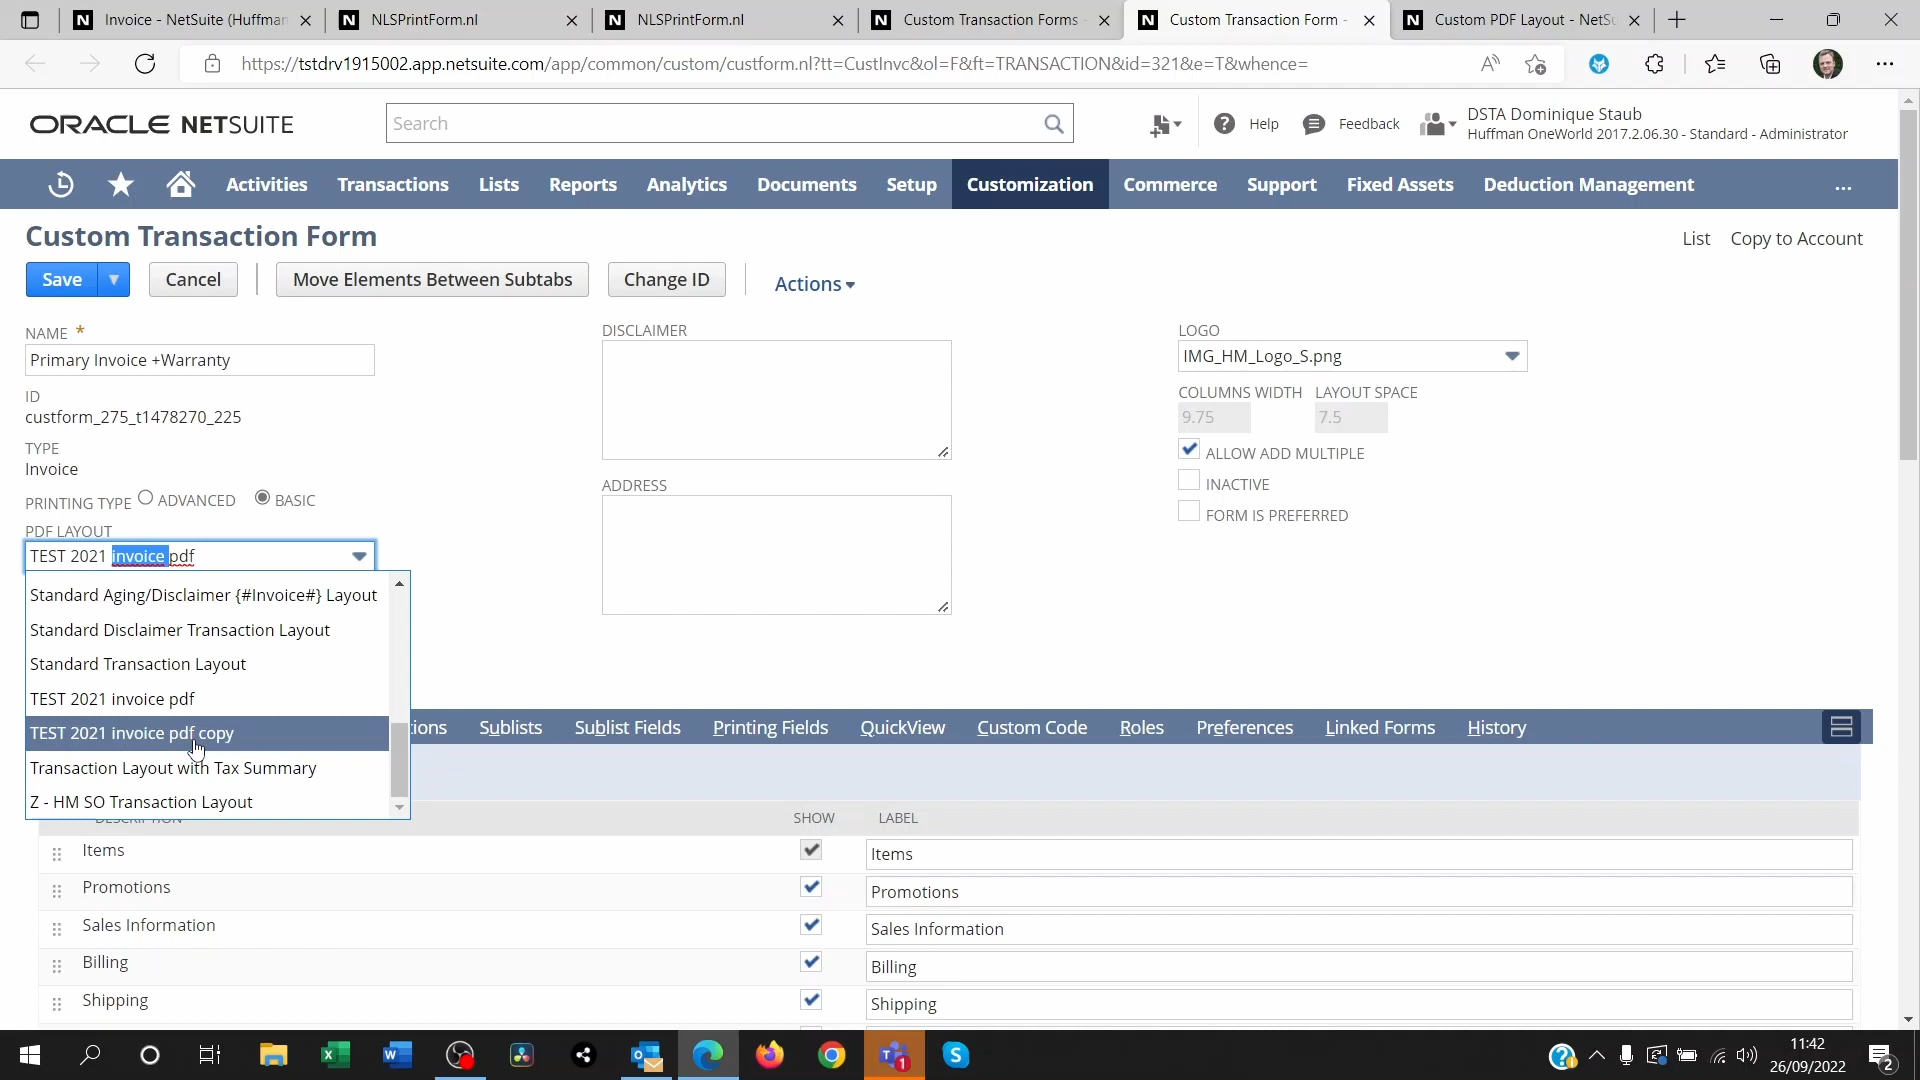 Invoice - NetSuite (Huffman
NLSPrintForm.nl
NLSPrintForm.nl
Custom Transaction Forms -
Custom Transaction Form -
Custom PDF Layout - NetSu
https://tstdrv1915002.app.netsuite.com/app/common/custom/custform.nl?tt=CustInvc&ol=F&ft=TRANSACTION&id=321&e=T&whence=
ORACLE NETSUITE
Search
Help
Feedback
DSTA Dominique Staub
Huffman OneWorld 2017.2.06.30 - Standard - Administrator
Activities
Transactions
Lists
Reports
Analytics
Documents
Setup
Customization
Commerce
Support
Fixed Assets
Deduction Management
...
Custom Transaction Form
List
Copy to Account
Save
Cancel
Move Elements Between Subtabs
Change ID
Actions
NAME *
Primary Invoice +Warranty
ID
custform_275_t1478270_225
TYPE
Invoice
PRINTING TYPE
ADVANCED
BASIC
PDF LAYOUT
TEST 2021 invoice pdf
Standard Aging/Disclaimer {#Invoice#} Layout
Standard Disclaimer Transaction Layout
Standard Transaction Layout
TEST 2021 invoice pdf
TEST 2021 invoice pdf copy
Transaction Layout with Tax Summary
Z - HM SO Transaction Layout
DISCLAIMER
ADDRESS
LOGO
IMG_HM_Logo_S.png
COLUMNS WIDTH
LAYOUT SPACE
9.75
7.5
ALLOW ADD MULTIPLE
INACTIVE
FORM IS PREFERRED
tions
Sublists
Sublist Fields
Printing Fields
QuickView
Custom Code
Roles
Preferences
Linked Forms
History
DESCRIPTION
SHOW
LABEL
Items
Items
Promotions
Promotions
Sales Information
Sales Information
Billing
Billing
Shipping
Shipping
11:42
26/09/2022
1
2